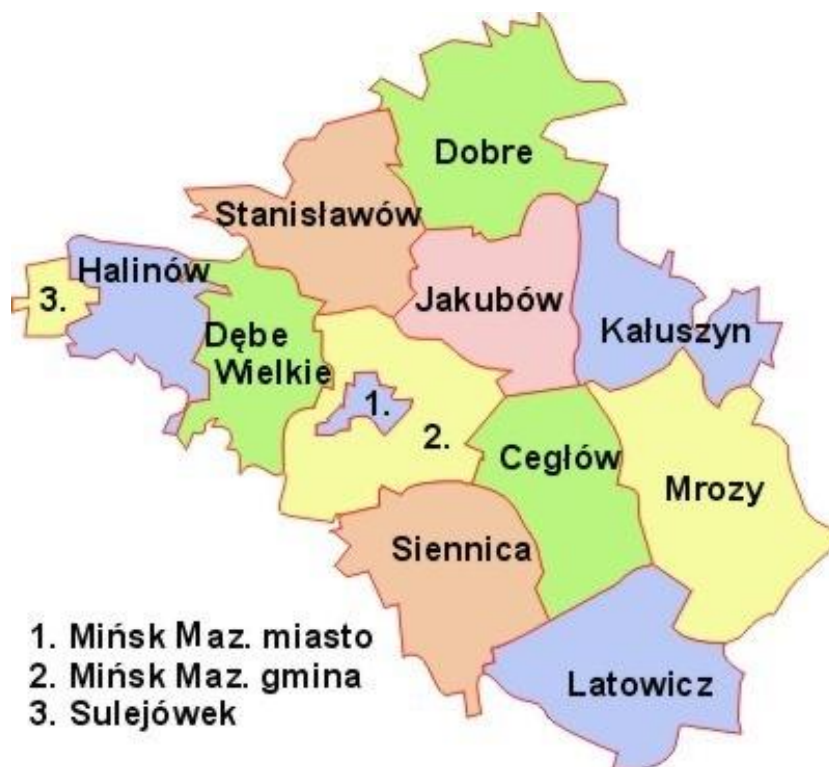 Dobre
Stanisławów
Halinów
3.
Jakubów
Kałuszyn
Dębe
Wielkie
1.
2.
Cegłów
Mrozy
Siennica
Latowicz
1. Mińsk Maz. miasto
2. Mińsk Maz. gmina
3. Sulejówek